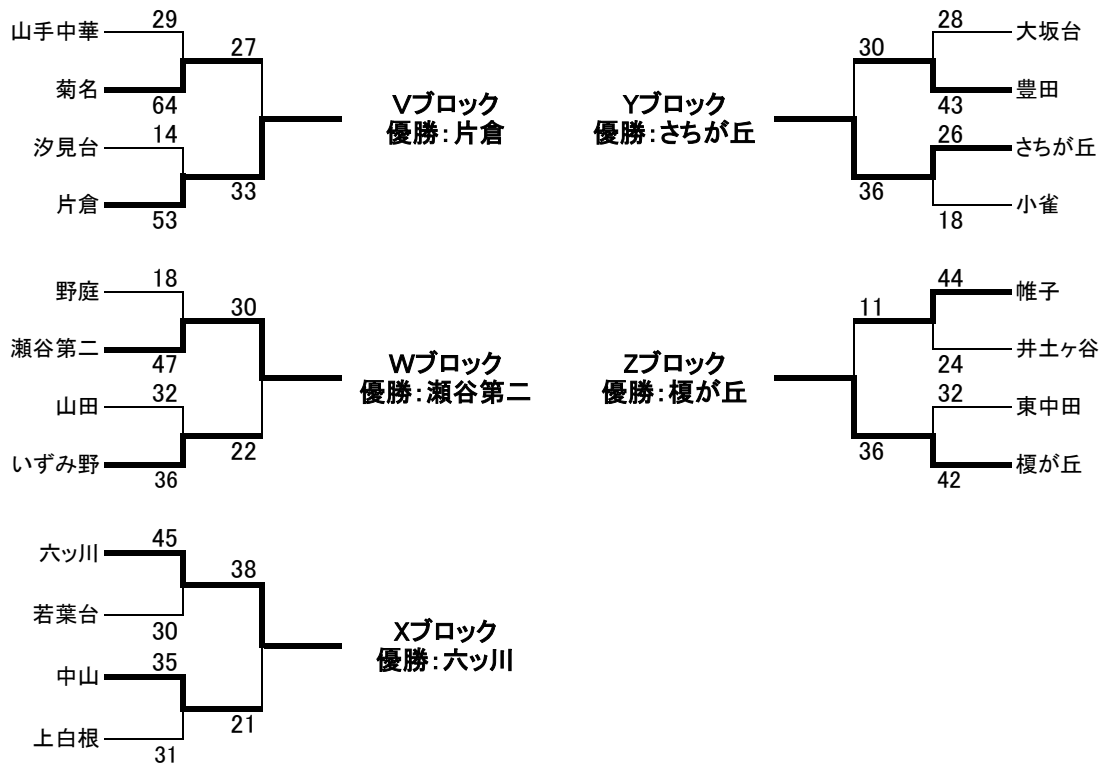 山手中華
29
菊名
64
27
汐見台
14
片倉
53
33
Vブロック
優勝：片倉
野庭
18
瀬谷第二
47
30
山田
32
いずみ野
36
22
Wブロック
優勝：瀬谷第二
六ッ川
45
若葉台
30
38
中山
35
上白根
31
21
Xブロック
優勝：六ッ川
Yブロック
優勝：さちが丘
30
28
大坂台
43
豊田
36
26
さちが丘
18
小雀
Zブロック
優勝：榎が丘
11
44
帷子
24
井土ヶ谷
36
32
東中田
42
榎が丘